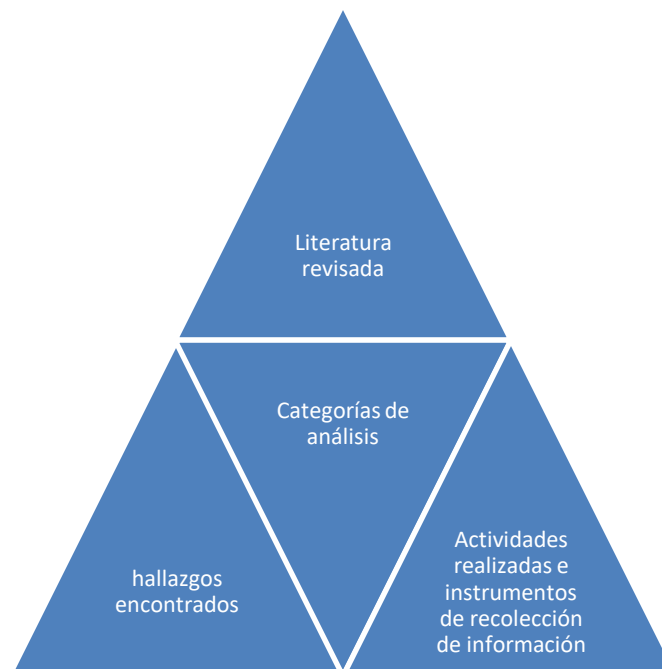 Literatura
revisada
Categorías de
análisis
hallazgos
encontrados
Actividades
realizadas e
instrumentos
de recolección
de información